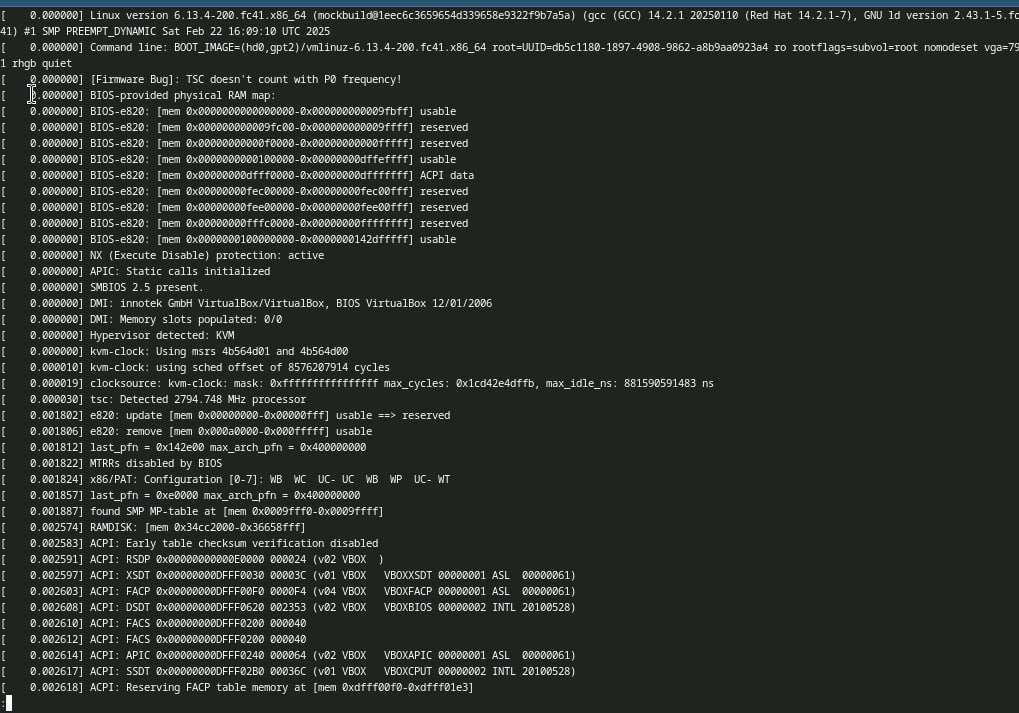 [    0.000000] Linux version 6.13.4-200.fc41.x86_64 (mockbuild@1eec6c3659654d339658e9322f9b7a5a) (gcc (GCC) 14.2.1 20250110 (Red Hat 14.2.1-7), GNU ld version 2.43.1-5.fc
41) #1 SMP PREEMPT_DYNAMIC Sat Feb 22 16:09:10 UTC 2025
[    0.000000] Command line: BOOT_IMAGE=(hd0,gpt2)/vmlinuz-6.13.4-200.fc41.x86_64 root=UUID=db5c1180-1897-4908-9862-a8b9aa0923a4 ro rootflags=subvol=root nomodeset vga=79
1 rhgb quiet
[    0.000000] [Firmware Bug]: TSC doesn't count with P0 frequency!
[    0.000000] BIOS-provided physical RAM map:
[    0.000000] BIOS-e820: [mem 0x0000000000000000-0x000000000009fbff] usable
[    0.000000] BIOS-e820: [mem 0x000000000009fc00-0x000000000009ffff] reserved
[    0.000000] BIOS-e820: [mem 0x00000000000f0000-0x00000000000fffff] reserved
[    0.000000] BIOS-e820: [mem 0x0000000000100000-0x00000000dffeffff] usable
[    0.000000] BIOS-e820: [mem 0x00000000dfff0000-0x00000000dfffffff] ACPI data
[    0.000000] BIOS-e820: [mem 0x00000000fec00000-0x00000000fec00fff] reserved
[    0.000000] BIOS-e820: [mem 0x00000000fee00000-0x00000000fee00fff] reserved
[    0.000000] BIOS-e820: [mem 0x00000000fffc0000-0x00000000ffffffff] reserved
[    0.000000] BIOS-e820: [mem 0x0000000100000000-0x0000000142dfffff] usable
[    0.000000] NX (Execute Disable) protection: active
[    0.000000] APIC: Static calls initialized
[    0.000000] SMBIOS 2.5 present.
[    0.000000] DMI: innotek GmbH VirtualBox/VirtualBox, BIOS VirtualBox 12/01/2006
[    0.000000] DMI: Memory slots populated: 0/0
[    0.000000] Hypervisor detected: KVM
[    0.000000] kvm-clock: Using msrs 4b564d01 and 4b564d00
[    0.000010] kvm-clock: using sched offset of 8576207914 cycles
[    0.000019] clocksource: kvm-clock: mask: 0xffffffffffffffff max_cycles: 0x1cd42e4dffb, max_idle_ns: 881590591483 ns
[    0.000030] tsc: Detected 2794.748 MHz processor
[    0.001802] e820: update [mem 0x00000000-0x00000fff] usable ==> reserved
[    0.001806] e820: remove [mem 0x000a0000-0x000fffff] usable
[    0.001812] last_pfn = 0x142e00 max_arch_pfn = 0x400000000
[    0.001822] MTRRs disabled by BIOS
[    0.001824] x86/PAT: Configuration [0-7]: WB  WC  UC- UC  WB  WP  UC- WT
[    0.001857] last_pfn = 0xe0000 max_arch_pfn = 0x400000000
[    0.001887] found SMP MP-table at [mem 0x0009fff0-0x0009ffff]
[    0.002574] RAMDISK: [mem 0x34cc2000-0x36658fff]
[    0.002583] ACPI: Early table checksum verification disabled
[    0.002591] ACPI: RSDP 0x00000000000E0000 000024 (v02 VBOX  )
[    0.002597] ACPI: XSDT 0x00000000DFFF0030 00003C (v01 VBOX   VBOXXSDT 00000001 ASL  00000061)
[    0.002603] ACPI: FACP 0x00000000DFFF00F0 0000F4 (v04 VBOX   VBOXFACP 00000001 ASL  00000061)
[    0.002608] ACPI: DSDT 0x00000000DFFF0620 002353 (v02 VBOX   VBOXBIOS 00000002 INTL 20100528)
[    0.002610] ACPI: FACS 0x00000000DFFF0200 000040
[    0.002612] ACPI: FACS 0x00000000DFFF0200 000040
[    0.002614] ACPI: APIC 0x00000000DFFF0240 000064 (v02 VBOX   VBOXAPIC 00000001 ASL  00000061)
[    0.002617] ACPI: SSDT 0x00000000DFFF02B0 00036C (v01 VBOX   VBOXCPUT 00000002 INTL 20100528)
[    0.002618] ACPI: Reserving FACP table memory at [mem 0xdfff00f0-0xdfff01e3]
: